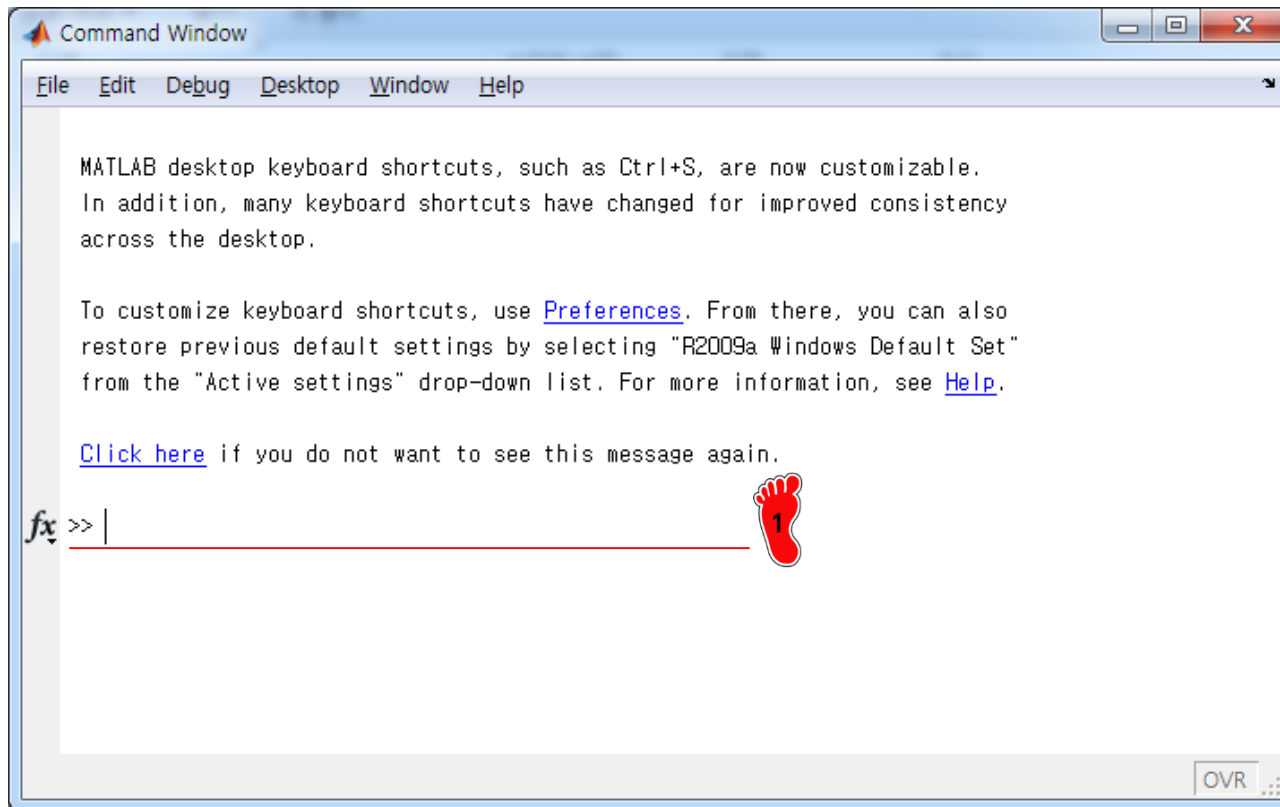 Command Window
File Edit Debug Desktop Window Help
MATLAB desktop keyboard shortcuts, such as Ctrl+S, are now customizable.
In addition, many keyboard shortcuts have changed for improved consistency
across the desktop.
To customize keyboard shortcuts, use Preferences. From there, you can also
restore previous default settings by selecting "R2009a Windows Default Set"
from the "Active settings" drop-down list. For more information, see Help.
Click here if you do not want to see this message again.
fx >>
1
OVR